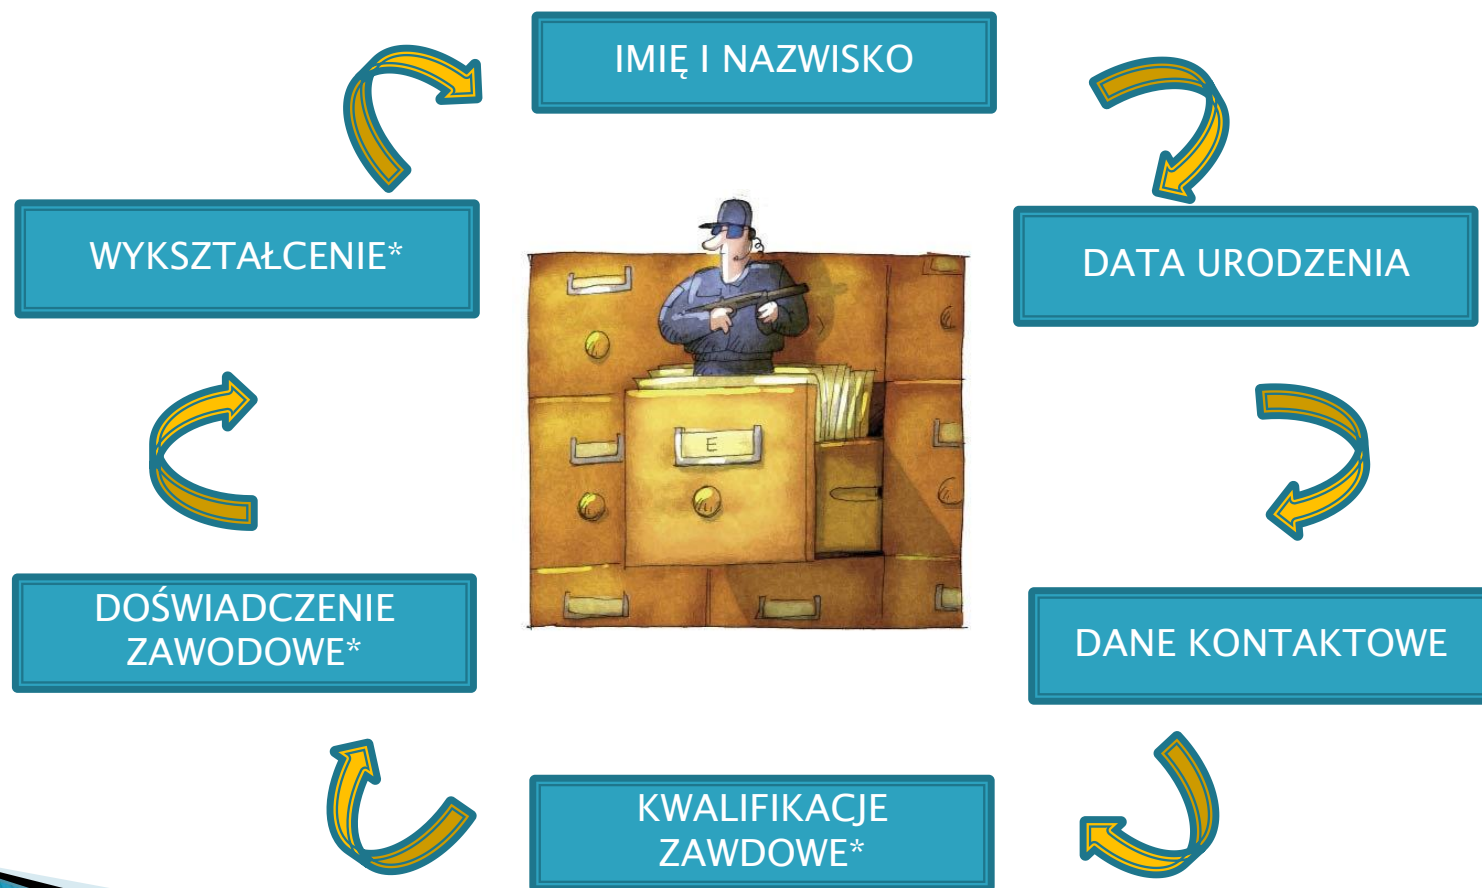 IMIĘ I NAZWISKO
WYKSZTAŁCENIE*
DATA URODZENIA
E
DOŚWIADCZENIE
ZAWODOWE*
DANE KONTAKTOWE
KWALIFIKACJE
ZAWDOWE*